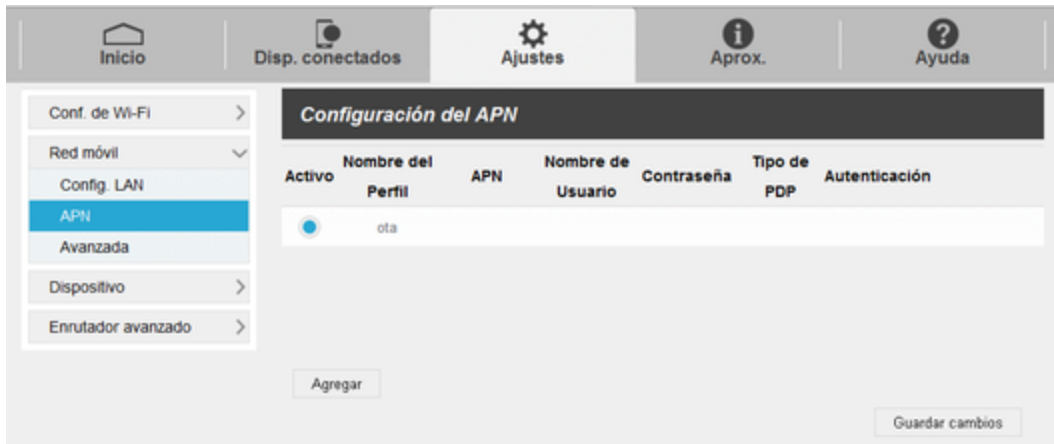 Inicio
Disp. conectados
Ajustes
Aprox.
Ayuda
Conf. de Wi-Fi
Red móvil
Config. LAN
APN
Avanzada
Dispositivo
Enrutador avanzado
Configuración del APN
Activo Nombre del Perfil APN Nombre de Usuario Contraseña Tipo de PDP Autenticación
ota
Agregar
Guardar cambios